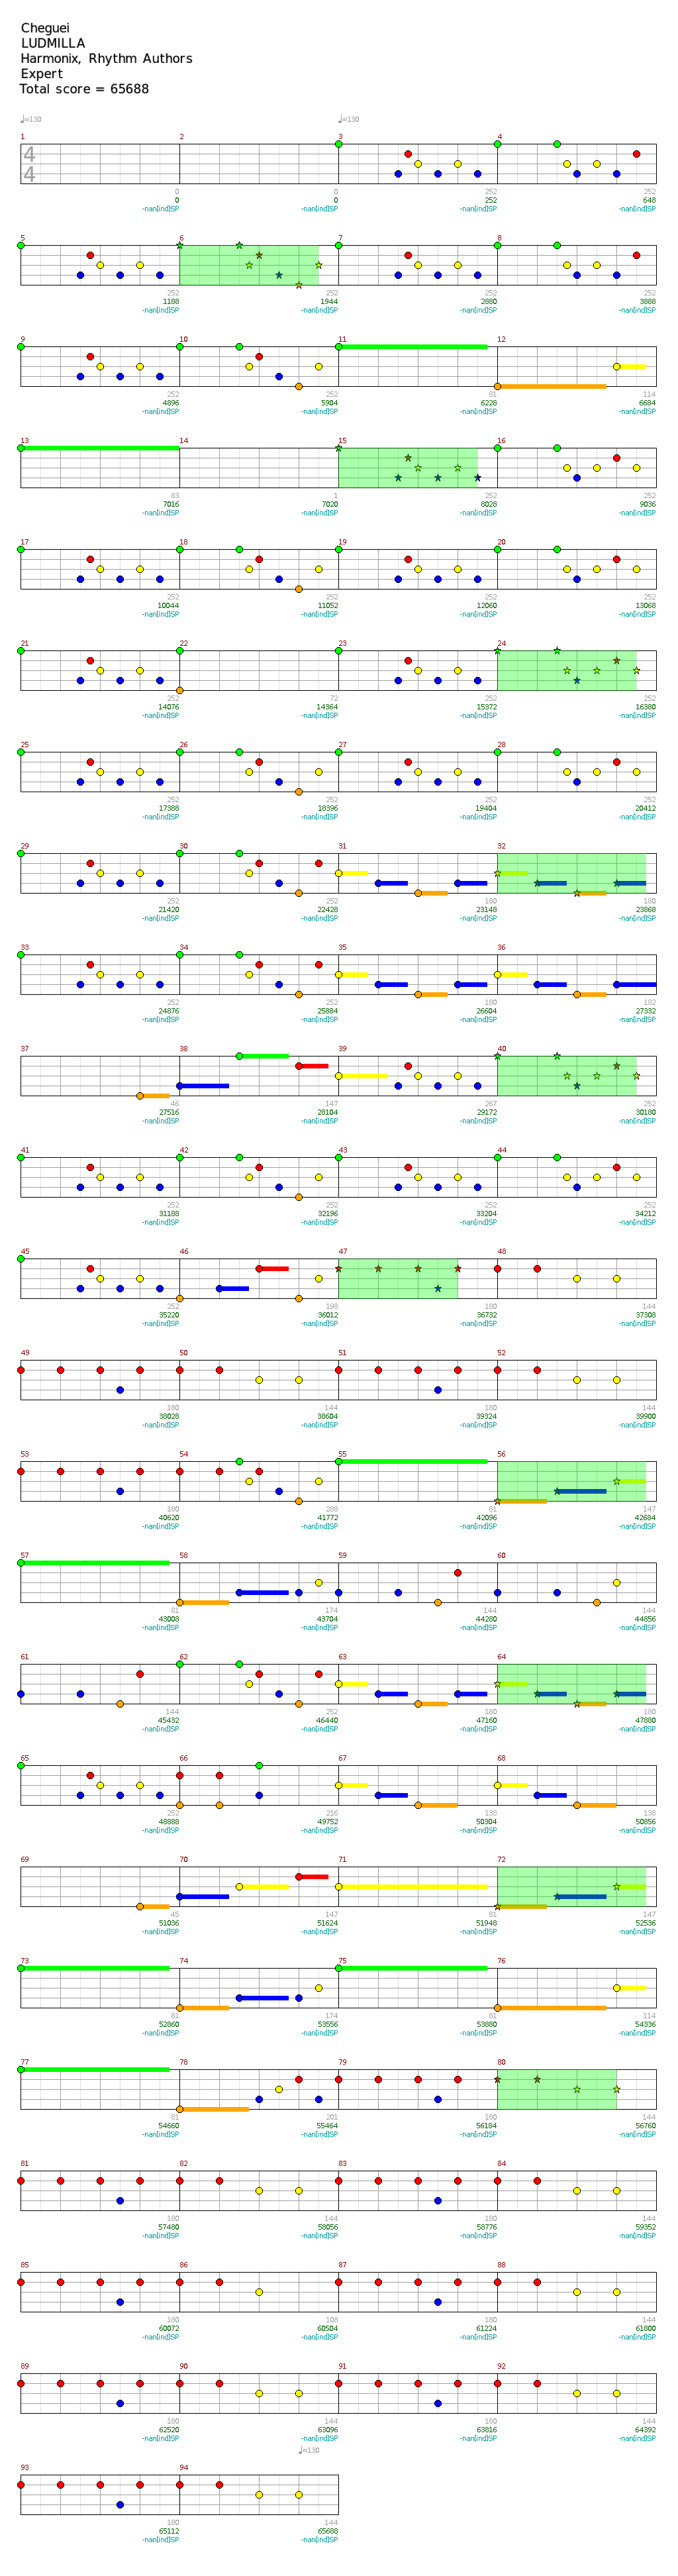 Cheguei
LUDMILLA
Harmonix, Rhythm Authors
Expert
Total score = 65688
♩=130 ♩=130
1 2 3 4
4
4
0 0 252 252
0 0 252 648
-nan[ind]SP -nan[ind]SP -nan[ind]SP -nan[ind]SP
5 6 7 8
252 252 252 252
1188 1944 2880 3888
-nan[ind]SP -nan[ind]SP -nan[ind]SP -nan[ind]SP
9 10 11 12
252 252 81 114
4896 5904 6228 6684
-nan[ind]SP -nan[ind]SP -nan[ind]SP -nan[ind]SP
13 14 15 16
83 1 252 252
7016 7020 8028 9036
-nan[ind]SP -nan[ind]SP -nan[ind]SP -nan[ind]SP
17 18 19 20
252 252 252 252
10044 11052 12060 13068
-nan[ind]SP -nan[ind]SP -nan[ind]SP -nan[ind]SP
21 22 23 24
252 72 252 252
14076 14364 15372 16380
-nan[ind]SP -nan[ind]SP -nan[ind]SP -nan[ind]SP
25 26 27 28
252 252 252 252
17388 18396 19404 20412
-nan[ind]SP -nan[ind]SP -nan[ind]SP -nan[ind]SP
29 30 31 32
252 252 180 180
21420 22428 23148 23868
-nan[ind]SP -nan[ind]SP -nan[ind]SP -nan[ind]SP
33 34 35 36
252 252 180 182
24876 25884 26604 27332
-nan[ind]SP -nan[ind]SP -nan[ind]SP -nan[ind]SP
37 38 39 40
46 147 267 252
27516 28104 29172 30180
-nan[ind]SP -nan[ind]SP -nan[ind]SP -nan[ind]SP
41 42 43 44
252 252 252 252
31188 32196 33204 34212
-nan[ind]SP -nan[ind]SP -nan[ind]SP -nan[ind]SP
45 46 47 48
252 198 180 144
35220 36012 36732 37308
-nan[ind]SP -nan[ind]SP -nan[ind]SP -nan[ind]SP
49 50 51 52
180 144 180 144
38028 38604 39324 39900
-nan[ind]SP -nan[ind]SP -nan[ind]SP -nan[ind]SP
53 54 55 56
180 288 81 147
40620 41772 42096 42684
-nan[ind]SP -nan[ind]SP -nan[ind]SP -nan[ind]SP
57 58 59 60
81 174 144 144
43008 43704 44280 44856
-nan[ind]SP -nan[ind]SP -nan[ind]SP -nan[ind]SP
61 62 63 64
144 252 180 180
45432 46440 47160 47880
-nan[ind]SP -nan[ind]SP -nan[ind]SP -nan[ind]SP
65 66 67 68
252 216 138 138
48888 49752 50304 50856
-nan[ind]SP -nan[ind]SP -nan[ind]SP -nan[ind]SP
69 70 71 72
45 147 81 147
51036 51624 51948 52536
-nan[ind]SP -nan[ind]SP -nan[ind]SP -nan[ind]SP
73 74 75 76
81 174 81 114
52860 53556 53880 54336
-nan[ind]SP -nan[ind]SP -nan[ind]SP -nan[ind]SP
77 78 79 80
81 201 180 144
54660 55464 56184 56760
-nan[ind]SP -nan[ind]SP -nan[ind]SP -nan[ind]SP
81 82 83 84
180 144 180 144
57480 58056 58776 59352
-nan[ind]SP -nan[ind]SP -nan[ind]SP -nan[ind]SP
85 86 87 88
180 108 180 144
60072 60504 61224 61800
-nan[ind]SP -nan[ind]SP -nan[ind]SP -nan[ind]SP
89 90 91 92
180 144 180 144
62520 63096 63816 64392
-nan[ind]SP -nan[ind]SP -nan[ind]SP -nan[ind]SP
♩=130
93 94
180 144
65112 65688
-nan[ind]SP -nan[ind]SP